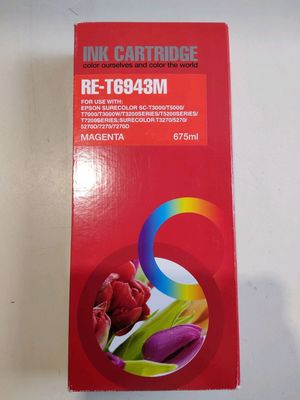 INK CARTRIDGE
color ourselves and color the world
RE-T6943M
FOR USE WITH:
EPSON SURECOLOR SC-T3000/T5000/
T7000/T3000W/T3200SERIES/T5200SERIES/
T7200SERIES;SURECOLOR T3270/5270/
5270D/7270/7270D
MAGENTA 675ml